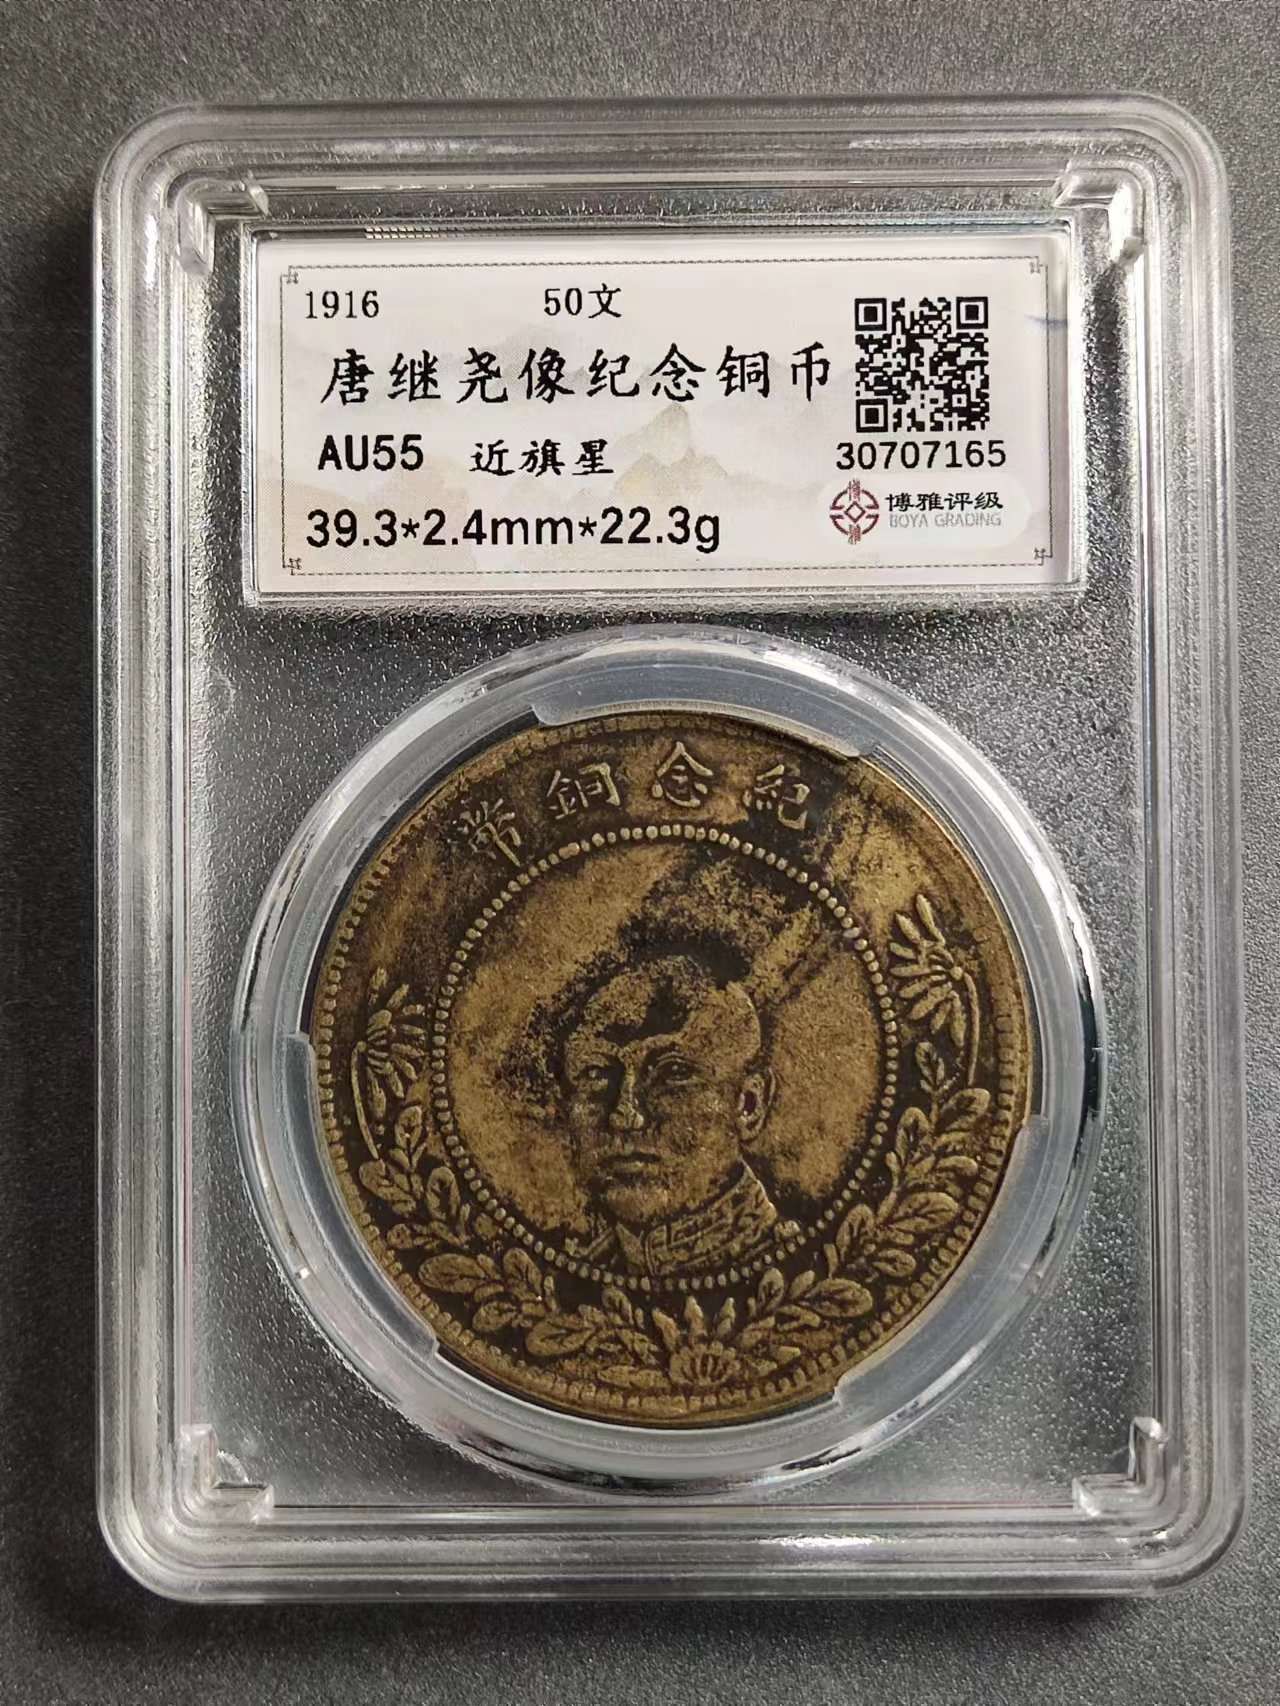 1916 50文
唐继尧像纪念铜币
AU55 近旗星
30707165
39.3*2.4mm*22.3g
博雅评级
BOYA GRADING
幣銅念紀